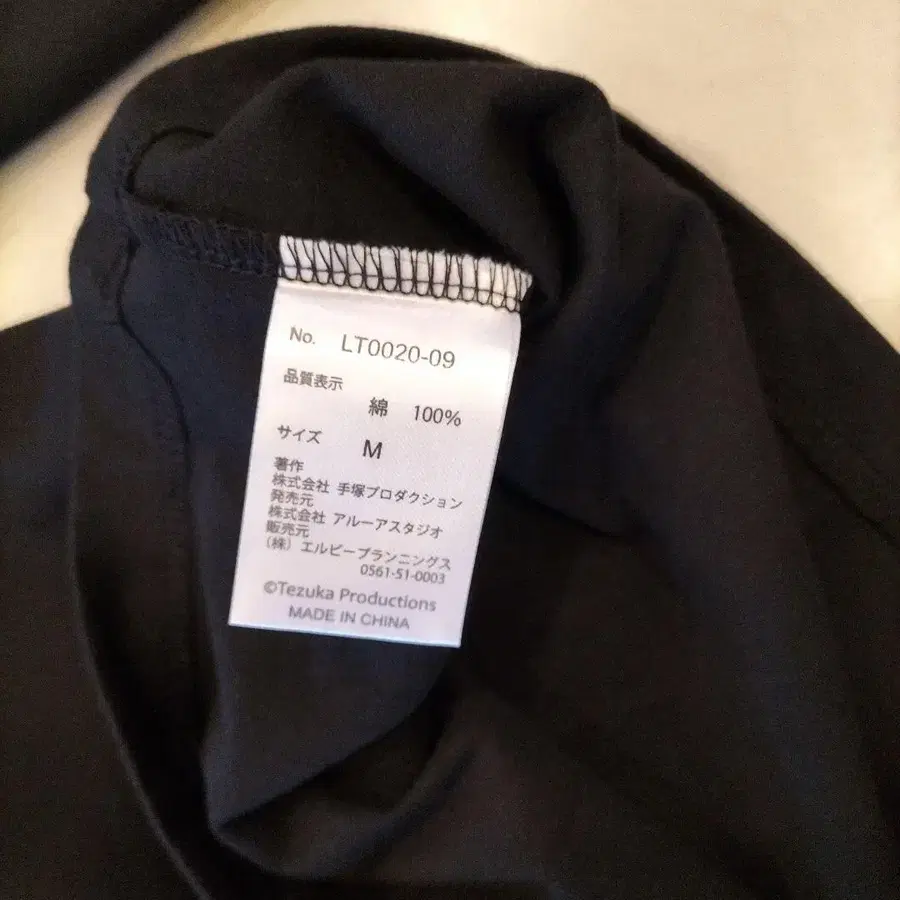 No. LT0020-09
品質表示
綿 100%
サイズ M
著作
株式会社 手塚プロダクション
発売元
株式会社 アルーアスタジオ
販売元
(株) エルビープランニングス
0561-51-0003
©Tezuka Productions
MADE IN CHINA